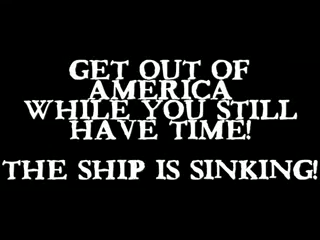 GET OUT OF
AMERICA
WHILE YOU STILL
HAVE TIME!
THE SHIP IS SINKING!